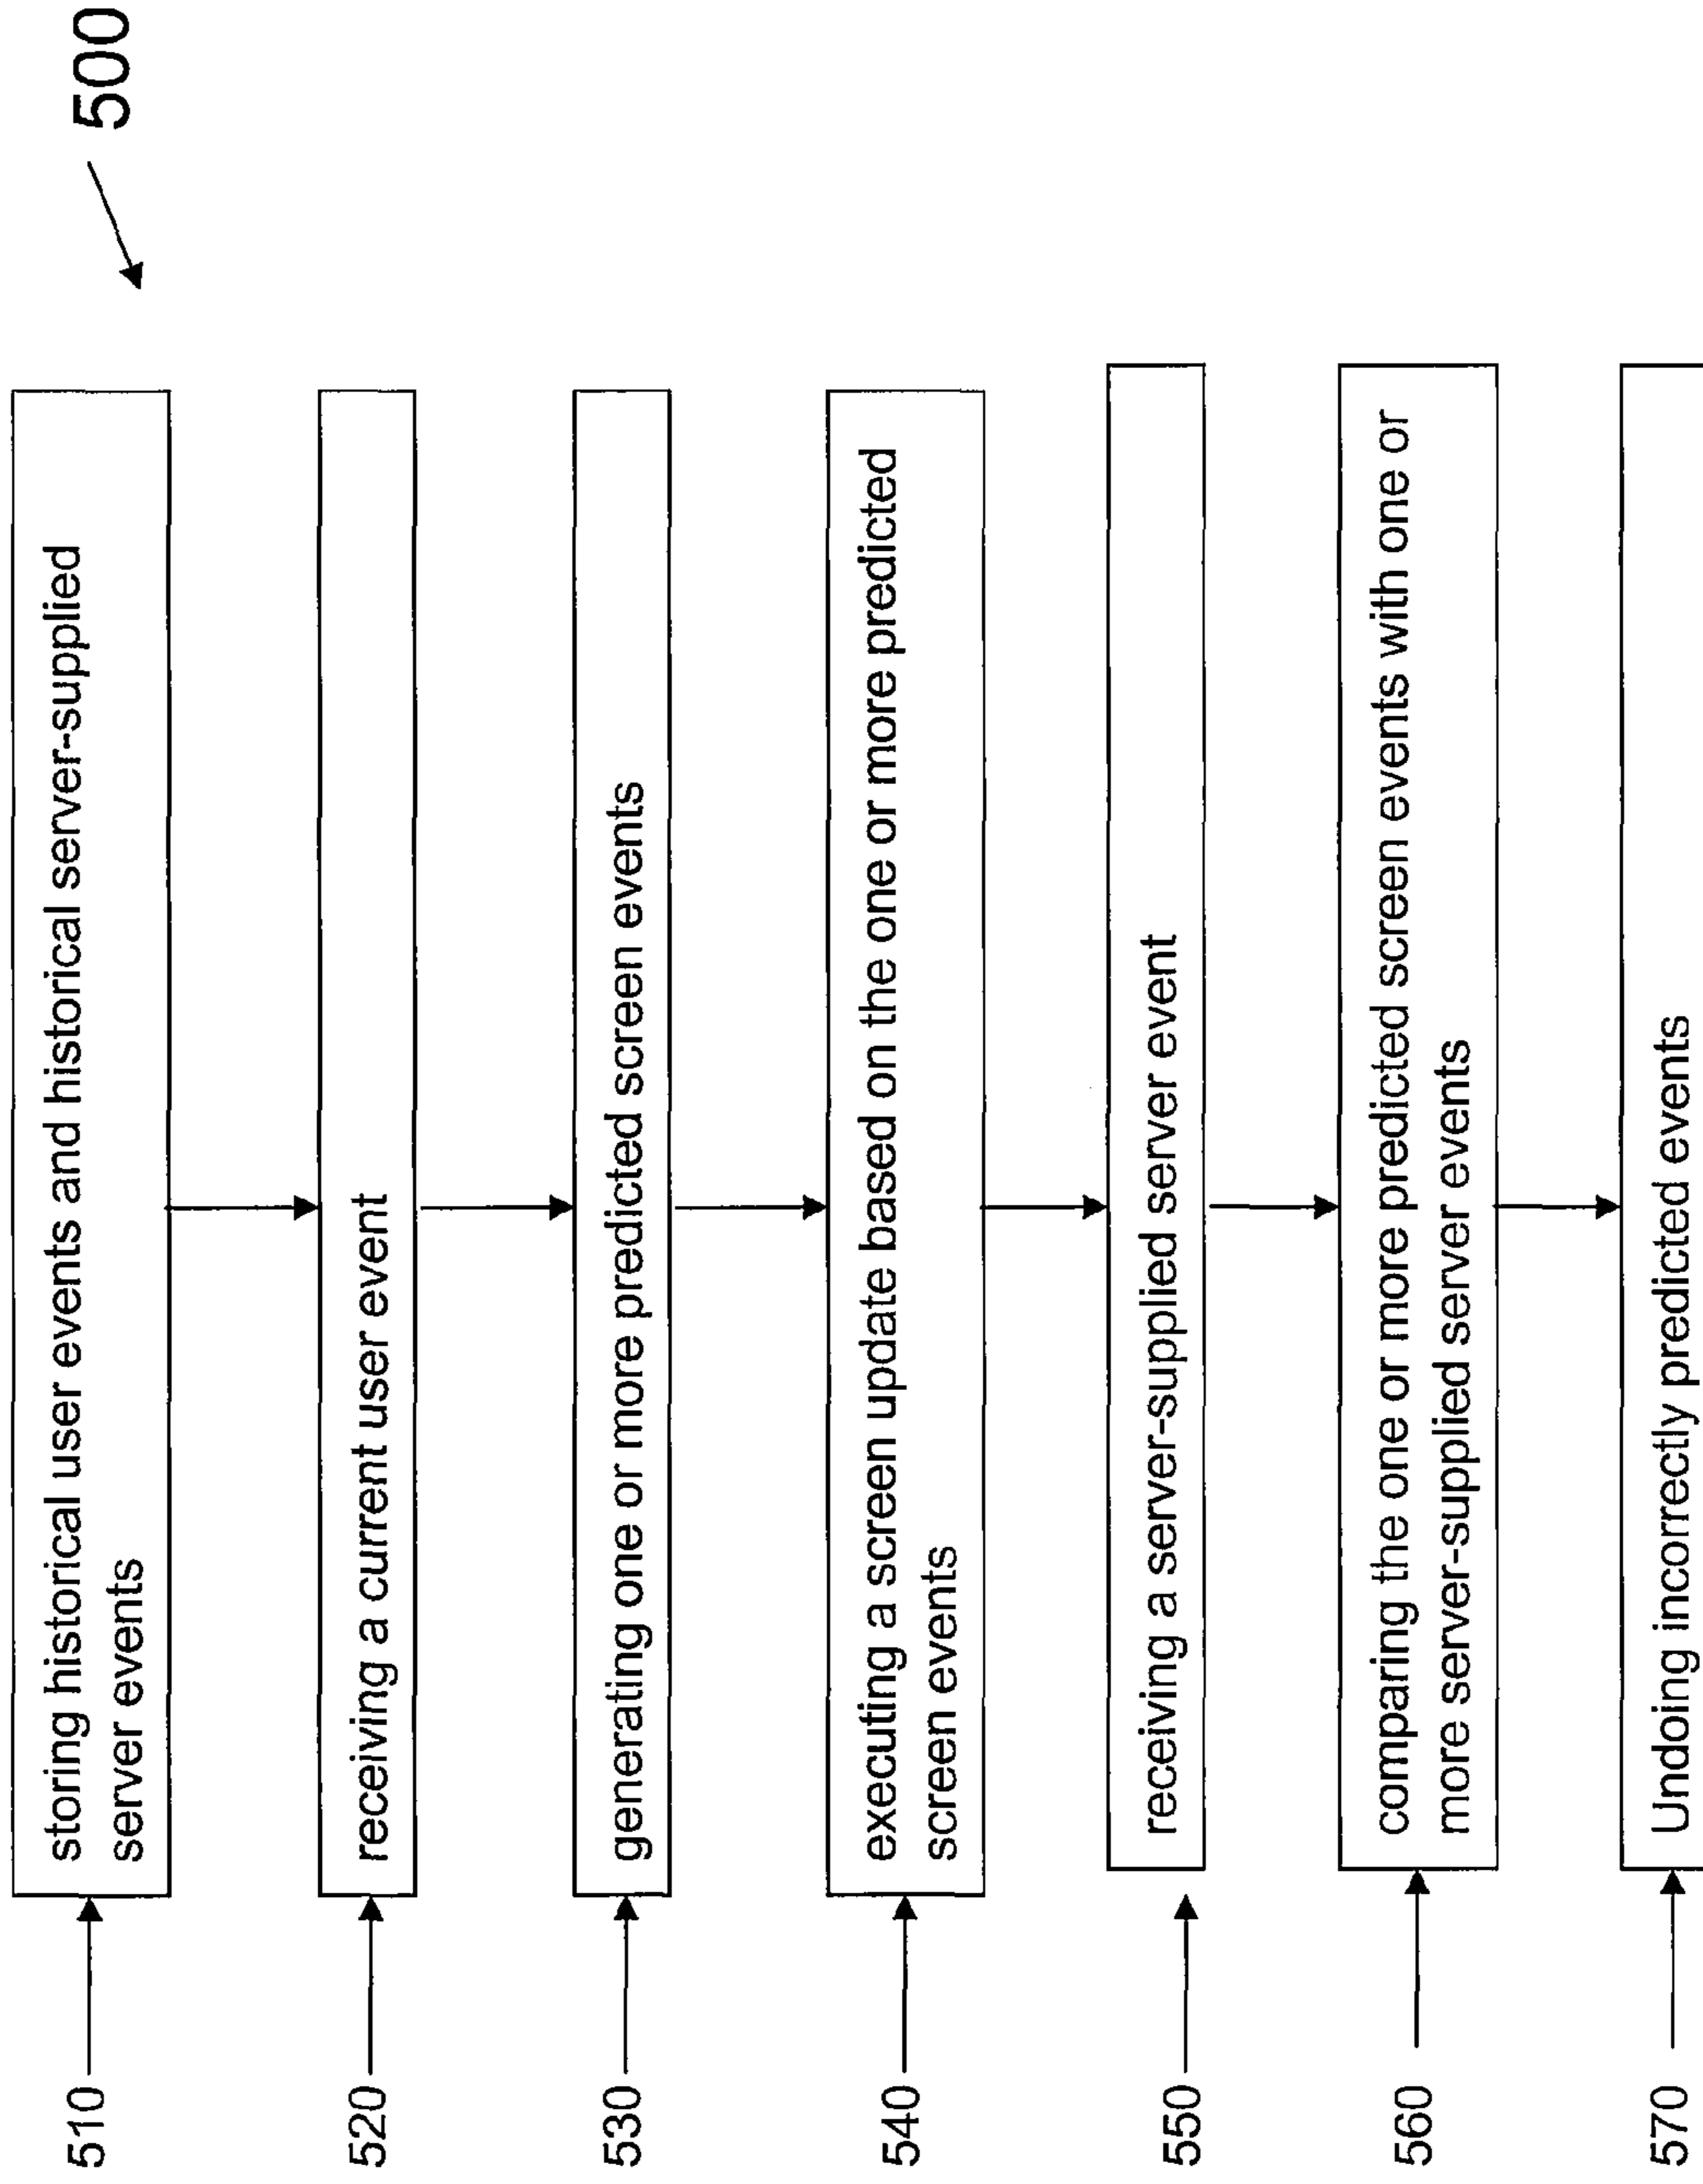 500
510
storing historical user events and historical server-supplied
server events
520
receiving a current user event
530
generating one or more predicted screen events
540
executing a screen update based on the one or more predicted
screen events
550
receiving a server-supplied server event
560
comparing the one or more predicted screen events with one or
more server-supplied server events
570
Undoing incorrectly predicted events